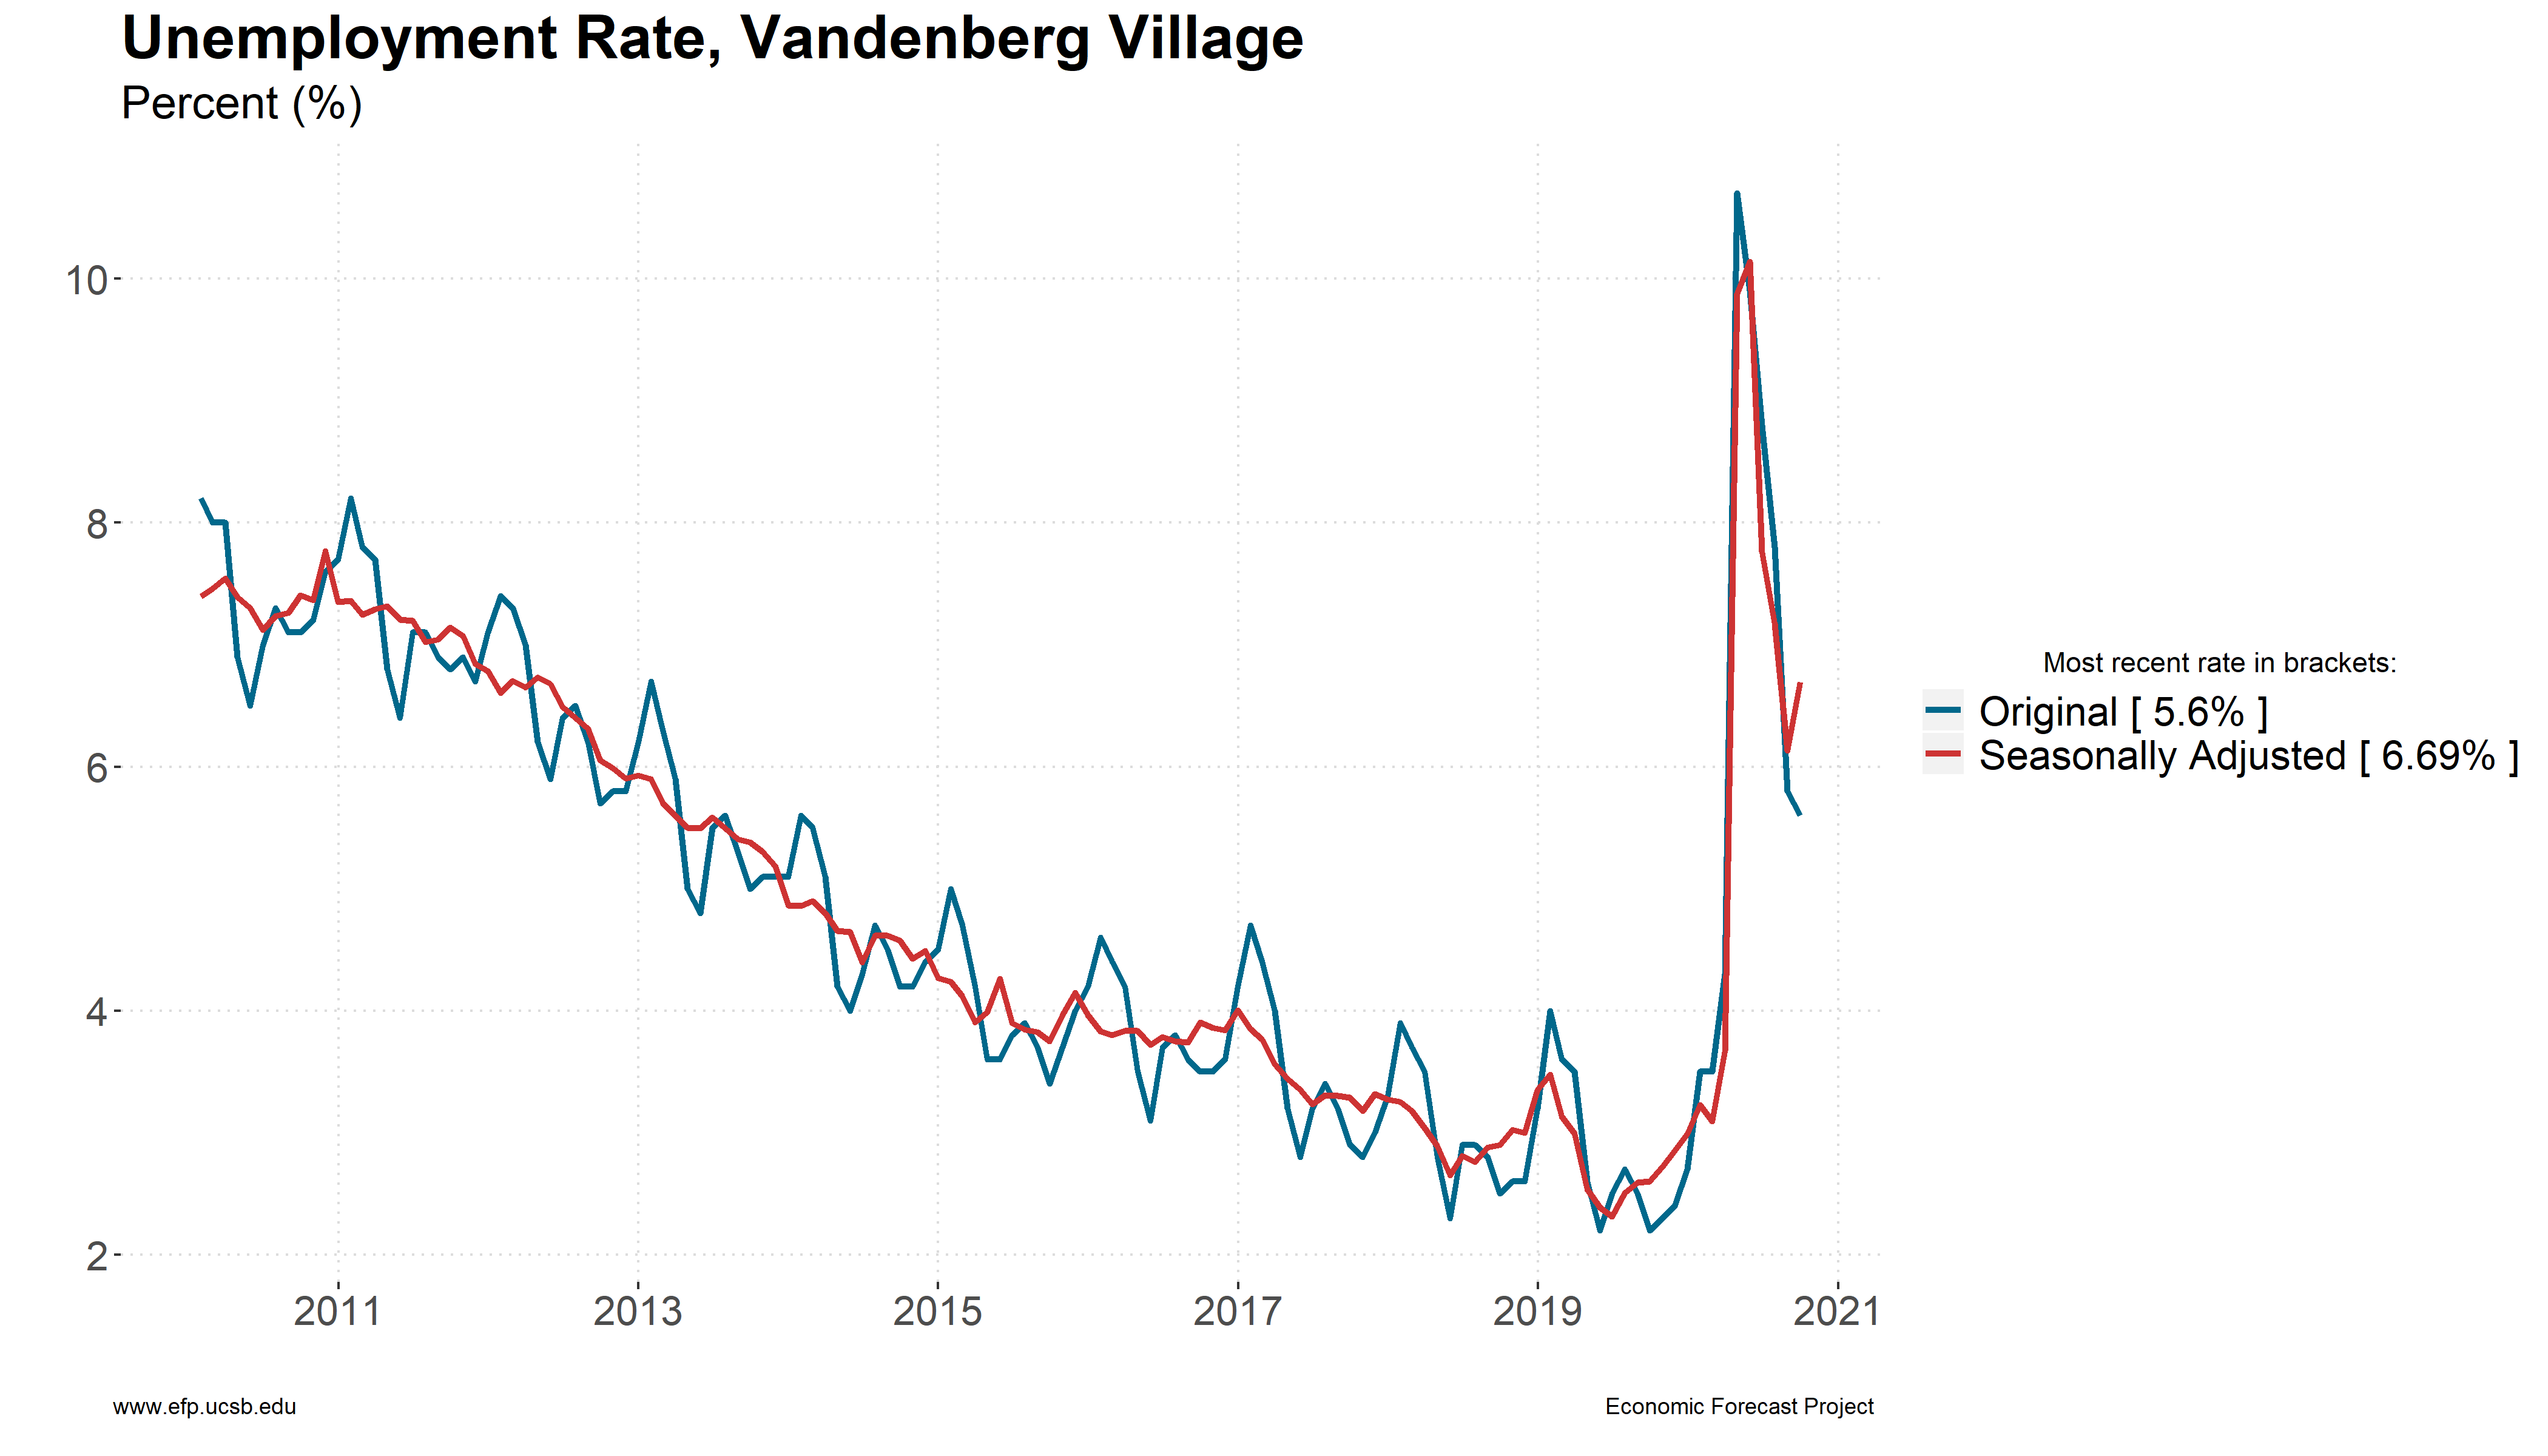 Unemployment Rate, Vandenberg Village
Percent (%)
10
8
6
4
2
2011 2013 2015 2017 2019 2021
Most recent rate in brackets:
Original [ 5.6% ]
Seasonally Adjusted [ 6.69% ]
www.efp.ucsb.edu
Economic Forecast Project